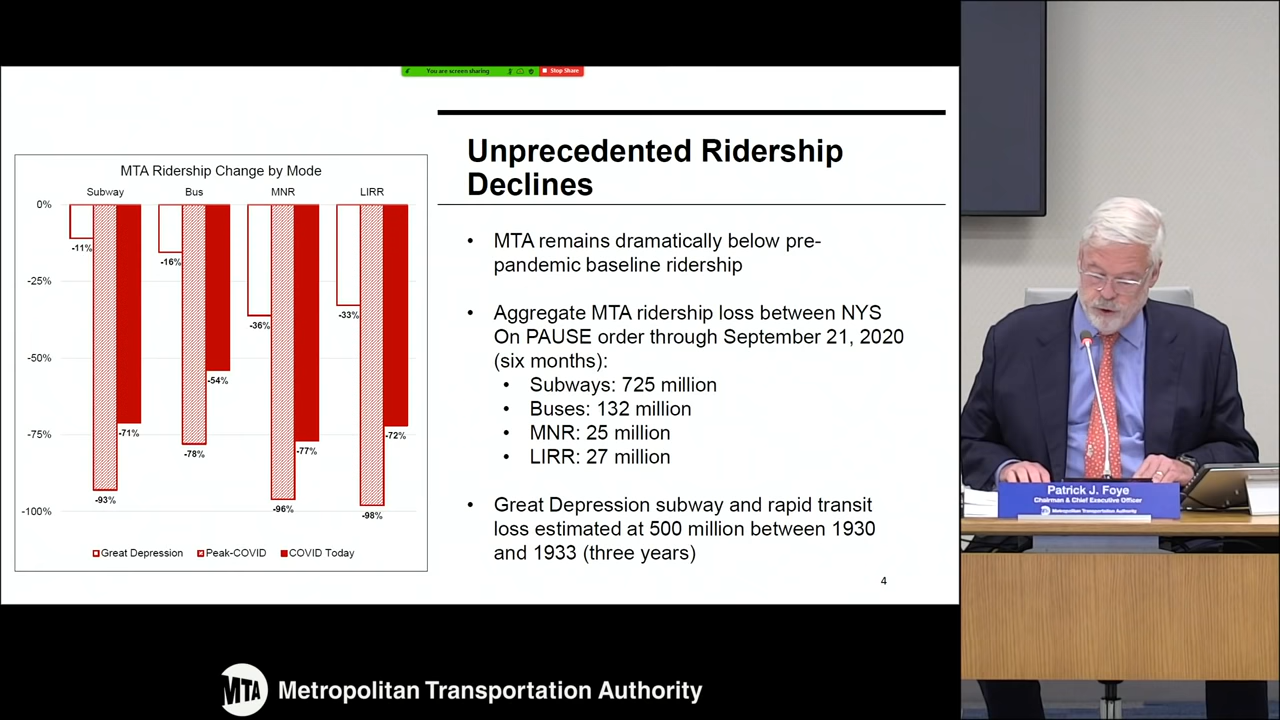 You are screen sharing
Stop Share
MTA Ridership Change by Mode
Subway Bus MNR LIRR
0%
-11%
-16%
-25%
-36%
-33%
-50%
-54%
-71%
-72%
-75%
-78%
-77%
-93%
-96%
-98%
-100%
Great Depression Peak-COVID COVID Today
Unprecedented Ridership
Declines
• MTA remains dramatically below pre-
pandemic baseline ridership
• Aggregate MTA ridership loss between NYS
On PAUSE order through September 21, 2020
(six months):
• Subways: 725 million
• Buses: 132 million
• MNR: 25 million
• LIRR: 27 million
• Great Depression subway and rapid transit
loss estimated at 500 million between 1930
and 1933 (three years)
4
Patrick J. Foye
Chairman & Chief Executive Officer
MTA Metropolitan Transportation Authority
MTA Metropolitan Transportation Authority